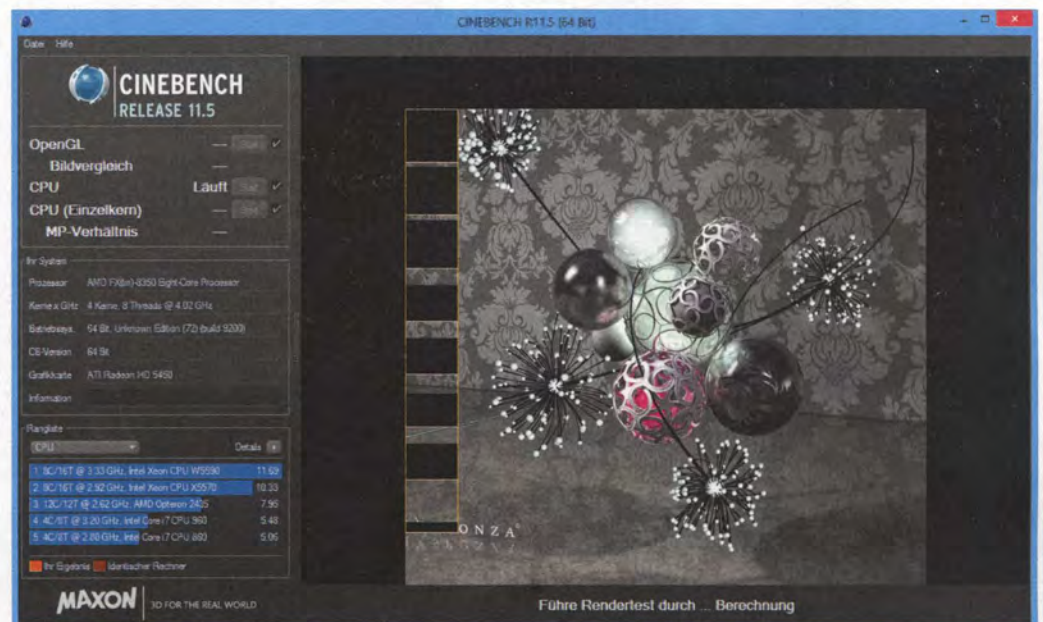 CINEBENCH R11.5 (64 Bit)
Datei Hilfe
CINEBENCH
RELEASE 11.5
OpenGL — Start
Bildvergleich —
CPU Läuft Start
CPU (Einzelkern) — Start
MP-Verhältnis —
Ihr System
Prozessor AMD FX(tm)-8350 Eight-Core Processor
Kerne x GHz 4 Kerne, 8 Threads @ 4.02 GHz
Betriebssys. 64 Bit, Unknown Edition (72) (build 9200)
CB-Version 64 Bit
Grafikkarte ATI Radeon HD 5450
Information
Rangliste
CPU Details
1. 8C/16T @ 3.33 GHz, Intel Xeon CPU W5590 11.69
2. 8C/16T @ 2.92 GHz, Intel Xeon CPU X5570 10.33
3. 12C/12T @ 2.62 GHz, AMD Opteron 2435 7.95
4. 4C/8T @ 3.20 GHz, Intel Core i7 CPU 960 5.48
5. 4C/8T @ 2.80 GHz, Intel Core i7 CPU 860 5.06
Ihr Ergebnis Identischer Rechner
ONZA
MAXON 3D FOR THE REAL WORLD
Führe Rendertest durch ... Berechnung